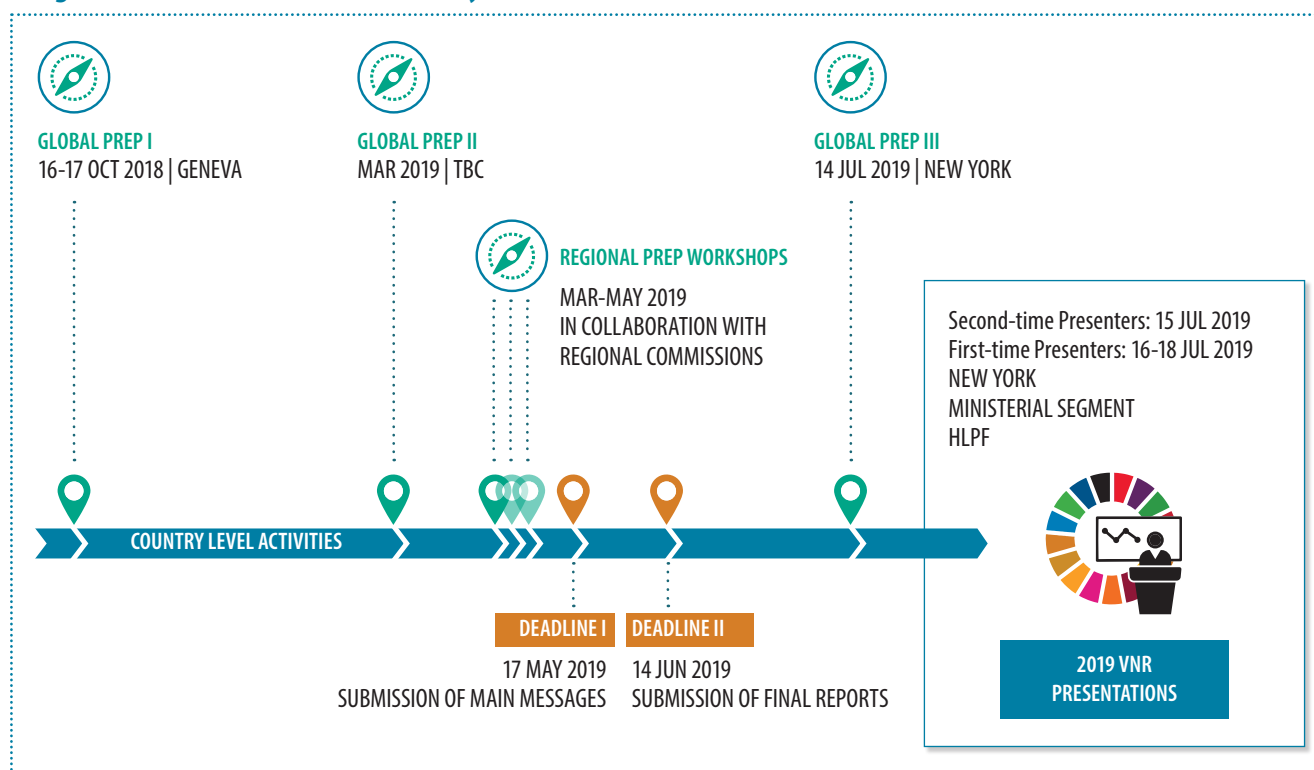 GLOBAL PREP I
16-17 OCT 2018 | GENEVA
GLOBAL PREP II
MAR 2019 | TBC
GLOBAL PREP III
14 JUL 2019 | NEW YORK
REGIONAL PREP WORKSHOPS
MAR-MAY 2019
IN COLLABORATION WITH
REGIONAL COMMISSIONS
Second-time Presenters: 15 JUL 2019
First-time Presenters: 16-18 JUL 2019
NEW YORK
MINISTERIAL SEGMENT
HLPF
COUNTRY LEVEL ACTIVITIES
DEADLINE I
17 MAY 2019
SUBMISSION OF MAIN MESSAGES
DEADLINE II
14 JUN 2019
SUBMISSION OF FINAL REPORTS
2019 VNR
PRESENTATIONS